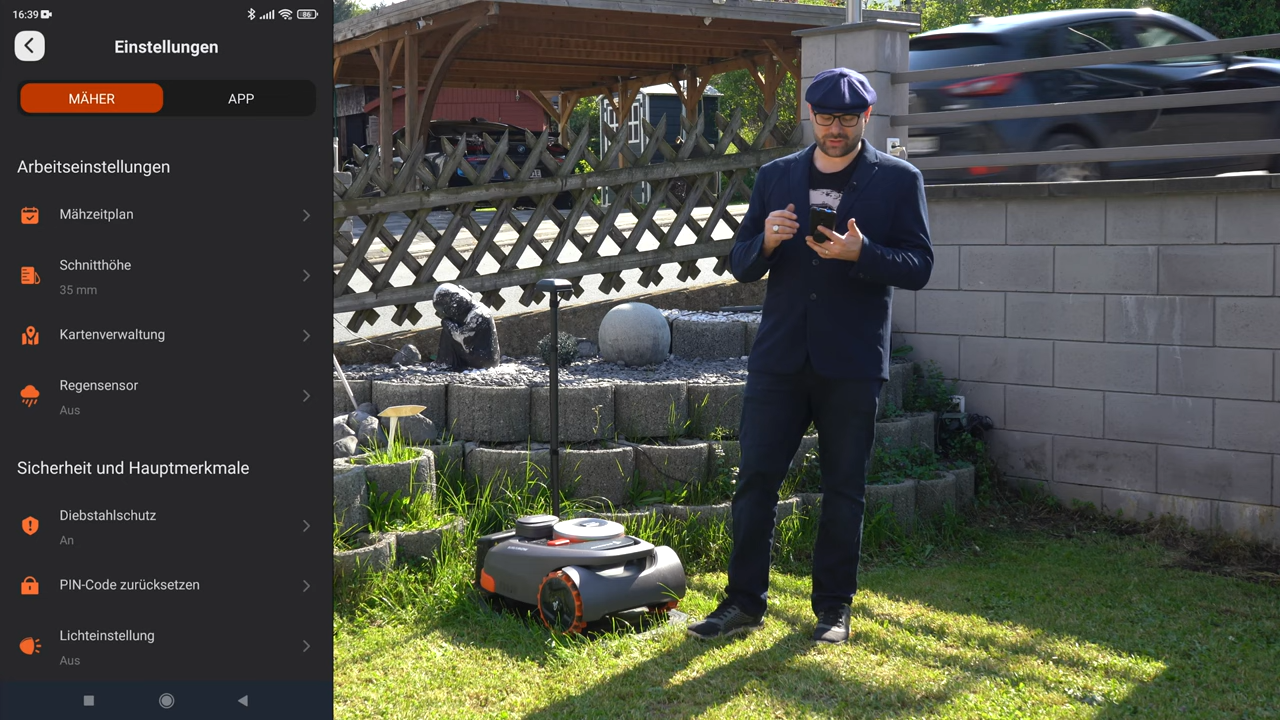 16:39
86
Einstellungen
MÄHER
APP
Arbeitseinstellungen
Mähzeitplan
Schnitthöhe
35 mm
Kartenverwaltung
Regensensor
Aus
Sicherheit und Hauptmerkmale
Diebstahlschutz
An
PIN-Code zurücksetzen
Lichteinstellung
Aus